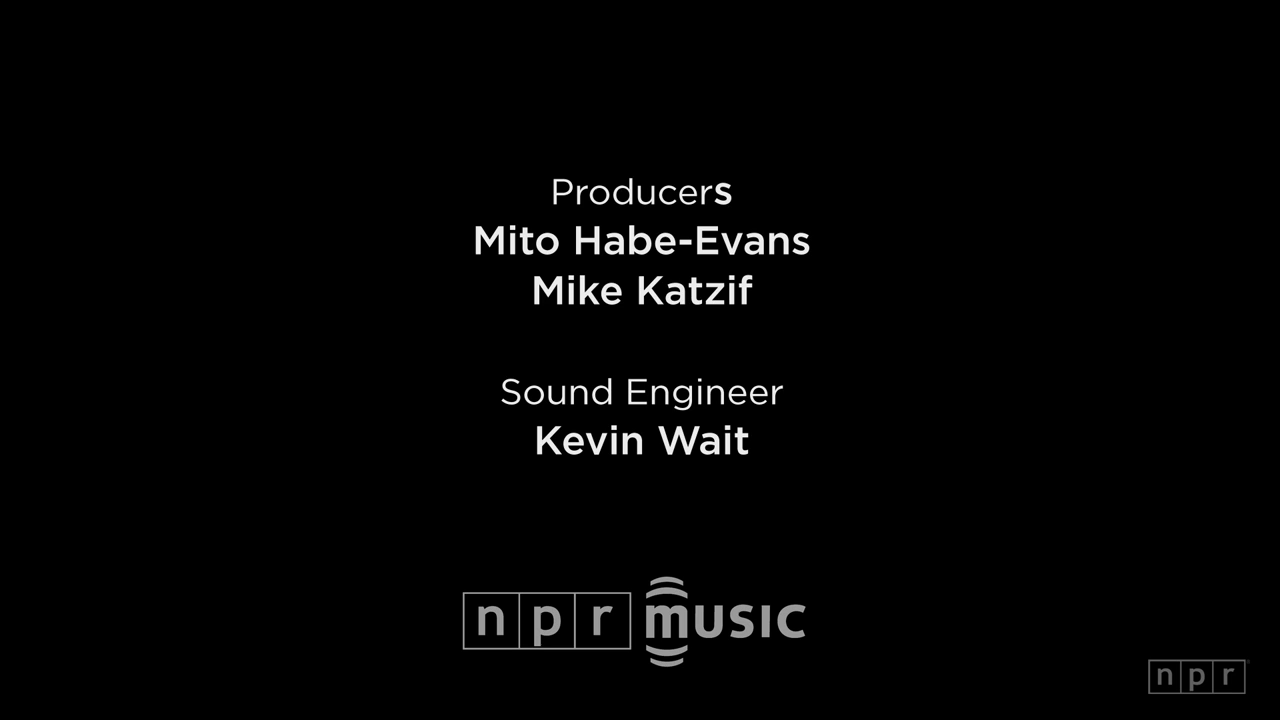 Producers
Mito Habe-Evans
Mike Katzif
Sound Engineer
Kevin Wait
npr music
npr